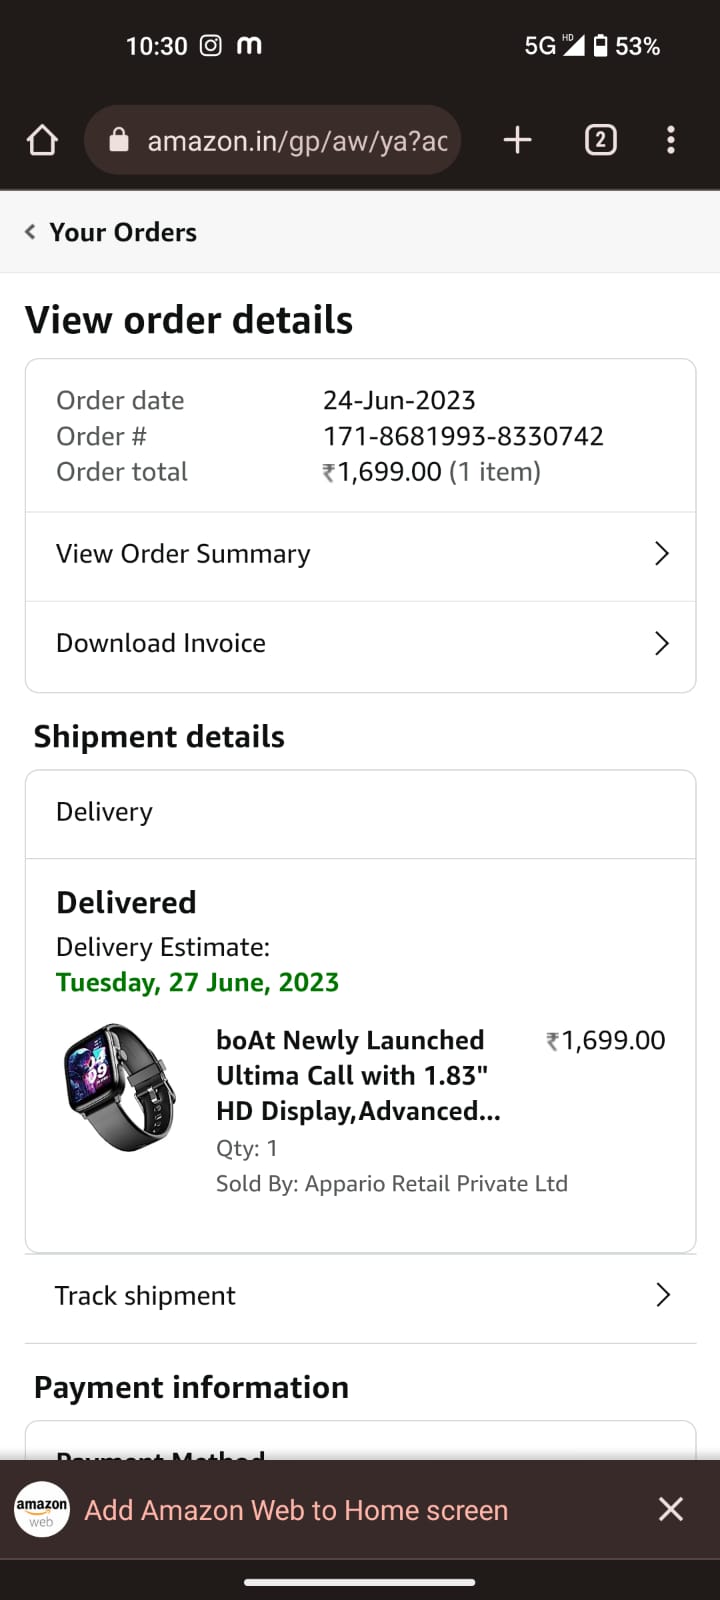 10:30
5G HD 53%
amazon.in/gp/aw/ya?ac
2
Your Orders
View order details
Order date 24-Jun-2023
Order # 171-8681993-8330742
Order total ₹1,699.00 (1 item)
View Order Summary
Download Invoice
Shipment details
Delivery
Delivered
Delivery Estimate:
Tuesday, 27 June, 2023
boAt Newly Launched ₹1,699.00
Ultima Call with 1.83"
HD Display,Advanced...
Qty: 1
Sold By: Appario Retail Private Ltd
Track shipment
Payment information
Payment Method
amazon
web
Add Amazon Web to Home screen